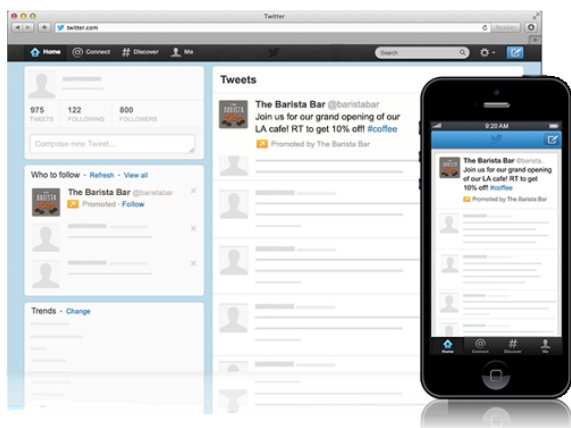 Twitter
twitter.com
Reader
Home
Connect
Discover
Me
Search
975
TWEETS
122
FOLLOWING
800
FOLLOWERS
Compose new Tweet...
Who to follow · Refresh · View all
The Barista Bar @baristabar
Promoted · Follow
Trends · Change
Tweets
BARISTA
The Barista Bar @baristabar
Join us for our grand opening of our
LA cafe! RT to get 10% off! #coffee
Promoted by The Barista Bar
9:20 AM
The Barista Bar @barista..
Join us for our grand opening
of our LA cafe! RT to get
10% off! #coffee
Promoted by The Barista Bar
Home
Connect
Discover
Me